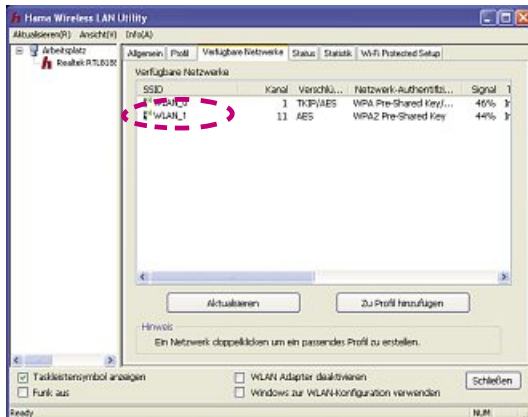 Hama Wireless LAN Utility
Aktualisieren(R) Ansicht(V) Info(A)
Arbeitsplatz
Realtek RTL818
Allgemein Profil Verfügbare Netzwerke Status Statistik Wi-Fi Protected Setup
Verfügbare Netzwerke
SSID Kanal Verschlü... Netzwerk-Authentifizi... Signal T
WLAN_0 1 TKIP/AES WPA Pre-Shared Key/... 46% Ir
WLAN_1 11 AES WPA2 Pre-Shared Key 44% Ir
Aktualisieren Zu Profil hinzufügen
Hinweis
Ein Netzwerk doppelklicken um ein passendes Profil zu erstellen.
Taskleistensymbol anzeigen WLAN Adapter deaktivieren
Funk aus Windows zur WLAN-Konfiguration verwenden
Schließen
Ready NUM